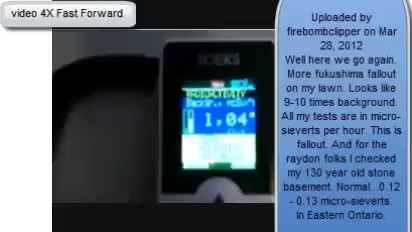 video 4X Fast Forward
SOEKS
1,04
Uploaded by
firebombclipper on Mar
28, 2012
Well here we go again.
More fukushima fallout
on my lawn. Looks like
9-10 times background.
All my tests are in micro-
sieverts per hour. This is
fallout. And for the
raydon folks I checked
my 130 year old stone
basement. Normal...0.12
- 0.13 micro-sieverts.
In Eastern Ontario.